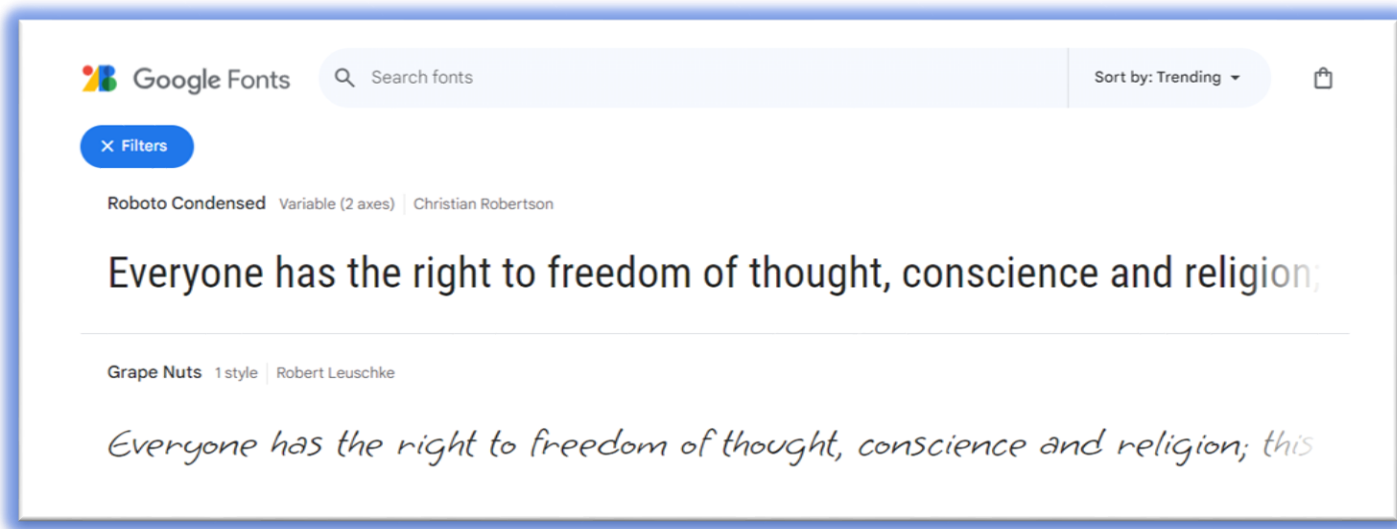 Google Fonts
Search fonts
Sort by: Trending
Filters
Roboto Condensed Variable (2 axes) Christian Robertson
Everyone has the right to freedom of thought, conscience and religion;
Grape Nuts 1 style Robert Leuschke
Everyone has the right to freedom of thought, conscience and religion; this